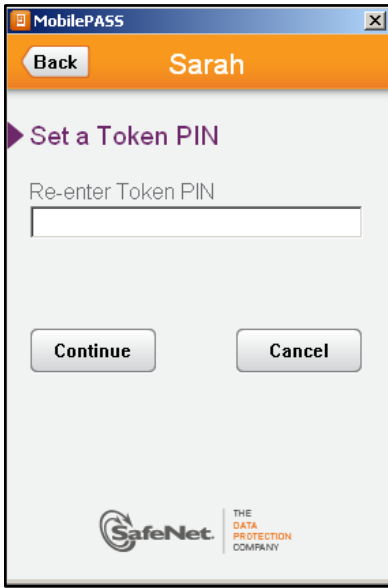 MobilePASS
Back
Sarah
Set a Token PIN
Re-enter Token PIN
Continue
Cancel
SafeNet.
THE
DATA
PROTECTION
COMPANY